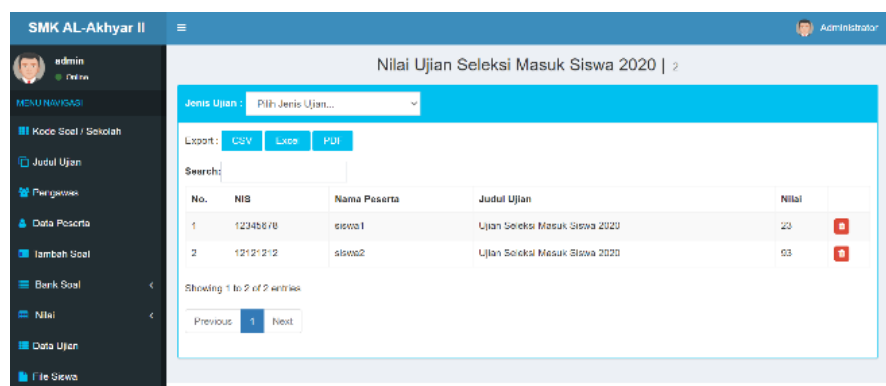 SMK AL-Akhyar II
Administrator
admin
Online
MENU NAVIGASI
Kode Soal / Sekolah
Judul Ujian
Pengawas
Data Peserta
Tambah Soal
Bank Soal
Nilai
Data Ujian
File Siswa
Nilai Ujian Seleksi Masuk Siswa 2020 | 2
Jenis Ujian : Pilih Jenis Ujian...
Export : CSV Excel PDF
Search:
No. NIS Nama Peserta Judul Ujian Nilai
1 12345678 siswa1 Ujian Seleksi Masuk Siswa 2020 23
2 12121212 siswa2 Ujian Seleksi Masuk Siswa 2020 93
Showing 1 to 2 of 2 entries
Previous 1 Next